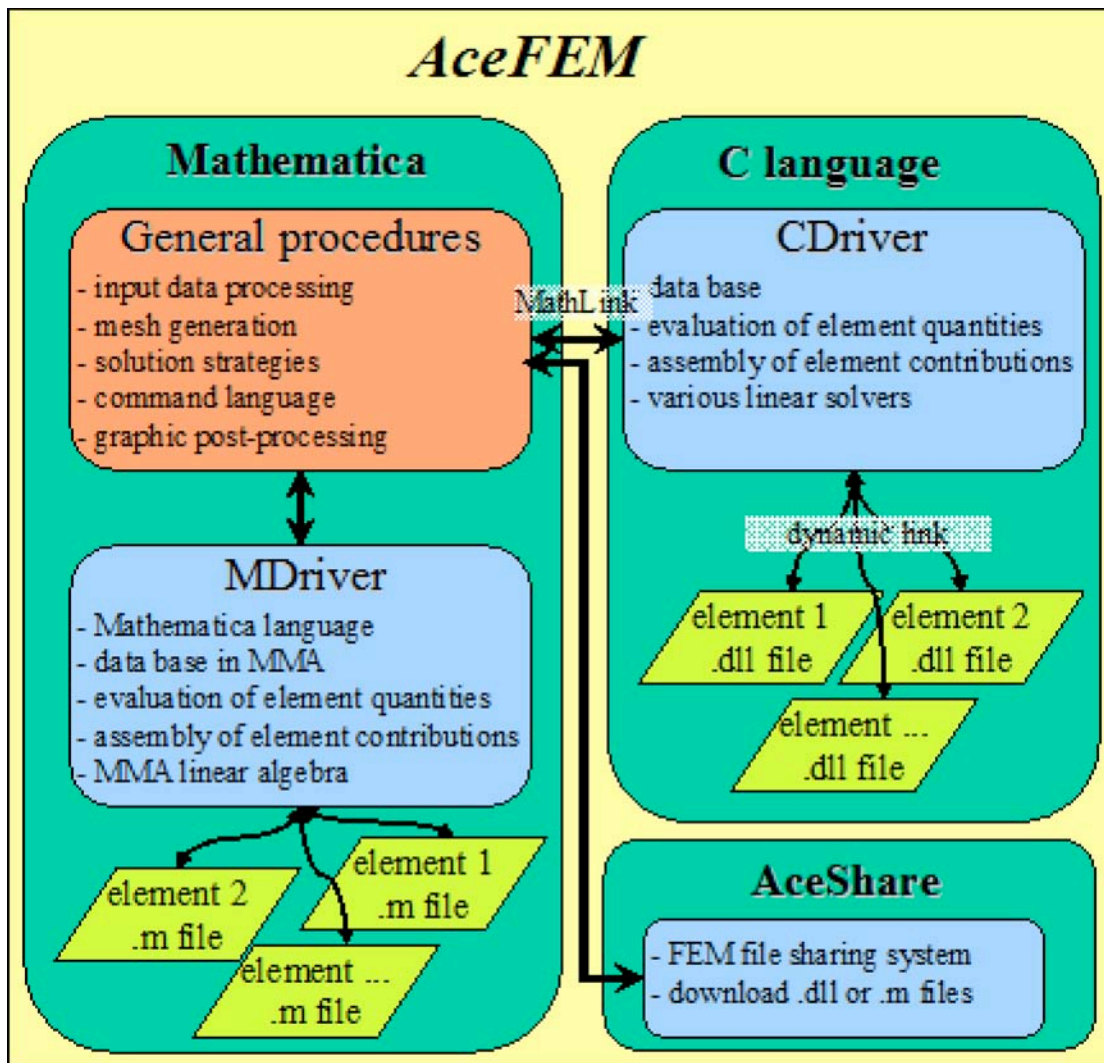 AceFEM
Mathematica
General procedures
- input data processing
- mesh generation
- solution strategies
- command language
- graphic post-processing
MathLink
MDriver
- Mathematica language
- data base in MMA
- evaluation of element quantities
- assembly of element contributions
- MMA linear algebra
element 2
.m file
element 1
.m file
element ...
.m file
C language
CDriver
- data base
- evaluation of element quantities
- assembly of element contributions
- various linear solvers
dynamic link
element 1
.dll file
element 2
.dll file
element ...
.dll file
AceShare
- FEM file sharing system
- download .dll or .m files